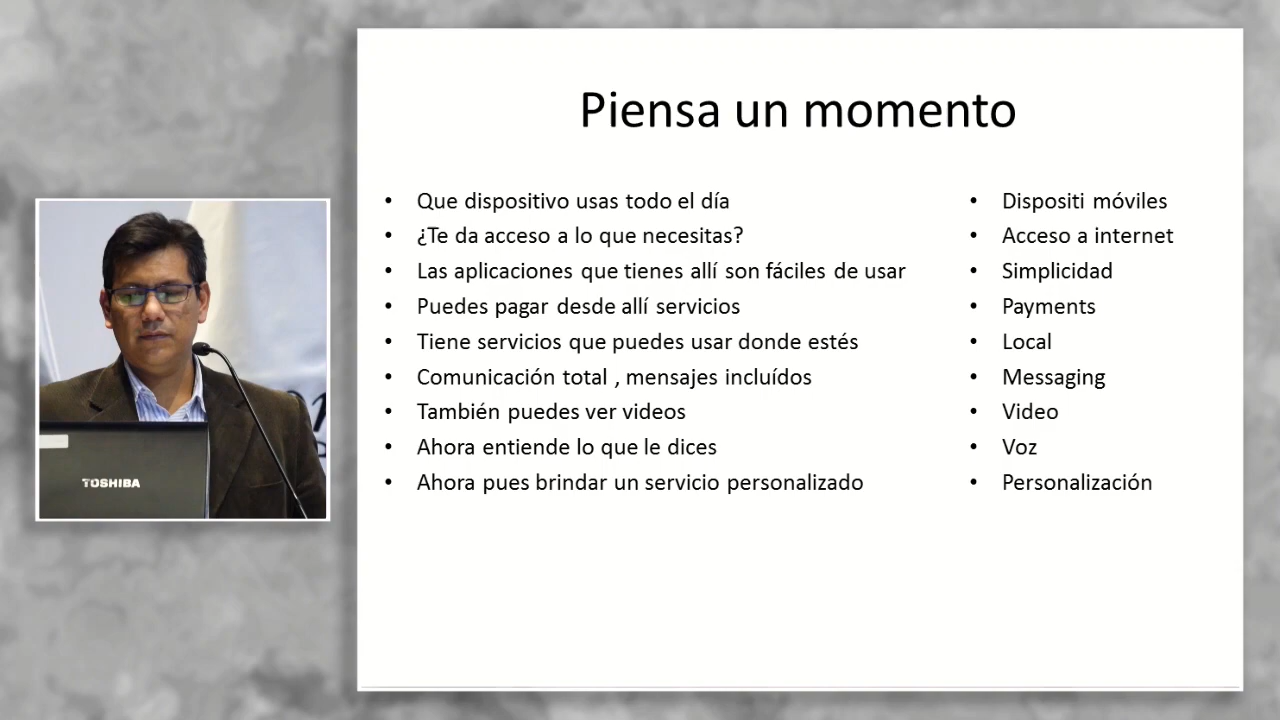 Piensa un momento
• Que dispositivo usas todo el día
• ¿Te da acceso a lo que necesitas?
• Las aplicaciones que tienes allí son fáciles de usar
• Puedes pagar desde allí servicios
• Tiene servicios que puedes usar donde estés
• Comunicación total , mensajes incluídos
• También puedes ver videos
• Ahora entiende lo que le dices
• Ahora pues brindar un servicio personalizado
• Dispositi móviles
• Acceso a internet
• Simplicidad
• Payments
• Local
• Messaging
• Video
• Voz
• Personalización
TOSHIBA